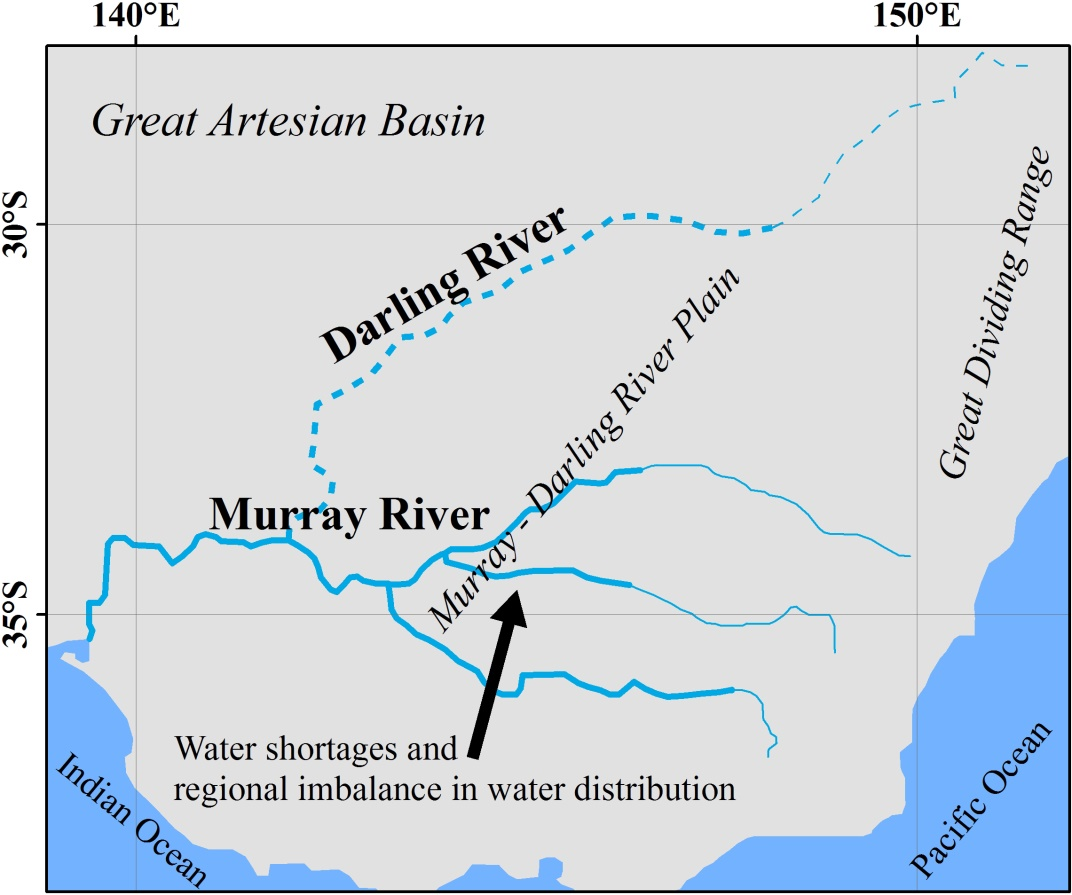 140°E
150°E
Great Artesian Basin
30°S
Darling River
Great Dividing Range
Murray - Darling River Plain
Murray River
35°S
Water shortages and
regional imbalance in water distribution
Indian Ocean
Pacific Ocean